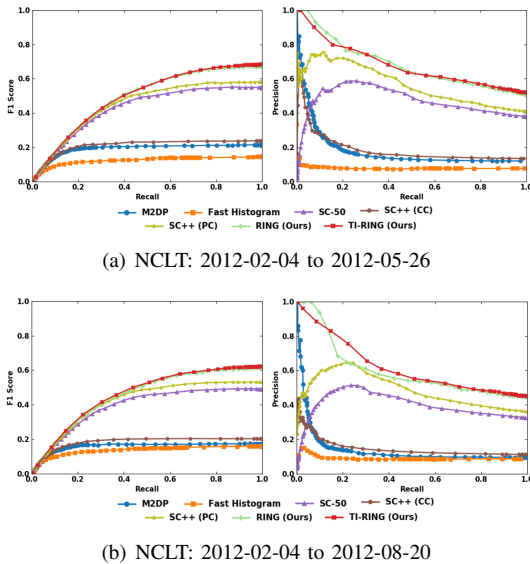 1.0
0.8
0.6
0.4
0.2
0.0
F1 Score
0.0 0.2 0.4 0.6 0.8 1.0
Recall
1.0
0.8
0.6
0.4
0.2
0.0
Precision
0.0 0.2 0.4 0.6 0.8 1.0
Recall
M2DP Fast Histogram SC-50 SC++ (CC)
SC++ (PC) RING (Ours) TI-RING (Ours)
(a) NCLT: 2012-02-04 to 2012-05-26
1.0
0.8
0.6
0.4
0.2
0.0
F1 Score
0.0 0.2 0.4 0.6 0.8 1.0
Recall
1.0
0.8
0.6
0.4
0.2
0.0
Precision
0.0 0.2 0.4 0.6 0.8 1.0
Recall
M2DP Fast Histogram SC-50 SC++ (CC)
SC++ (PC) RING (Ours) TI-RING (Ours)
(b) NCLT: 2012-02-04 to 2012-08-20